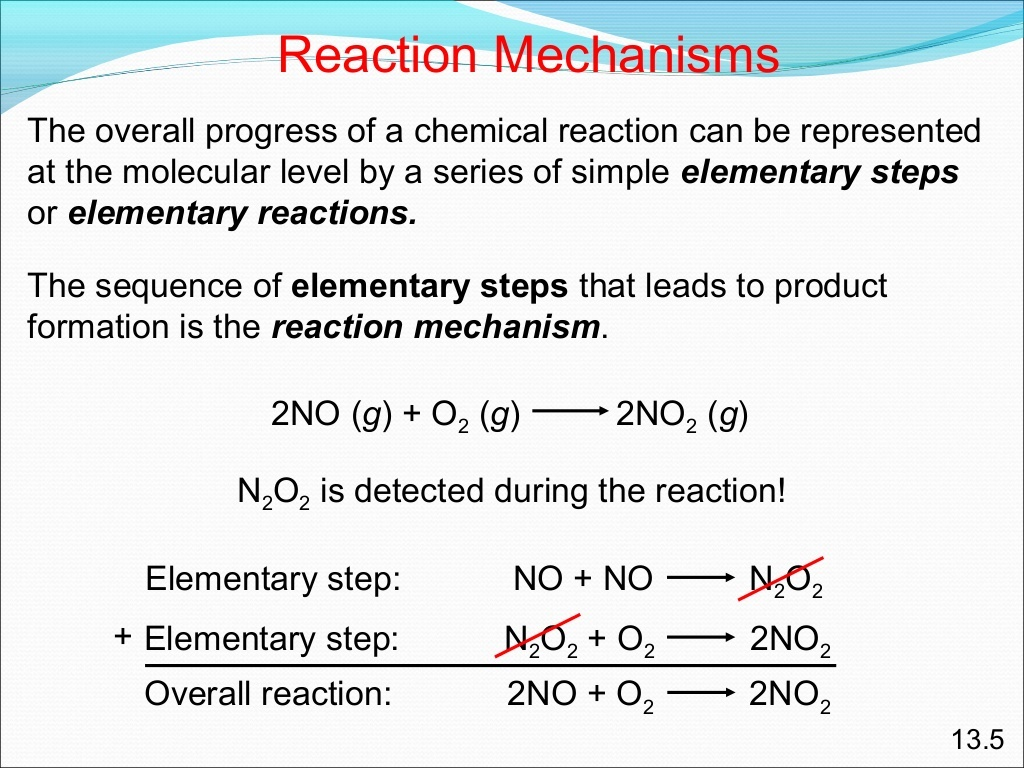 Reaction Mechanisms
The overall progress of a chemical reaction can be represented
at the molecular level by a series of simple elementary steps
or elementary reactions.
The sequence of elementary steps that leads to product
formation is the reaction mechanism.
2NO (g) + O₂ (g) ⟶ 2NO₂ (g)
N₂O₂ is detected during the reaction!
Elementary step: NO + NO ⟶ N₂O₂
+ Elementary step: N₂O₂ + O₂ ⟶ 2NO₂
Overall reaction: 2NO + O₂ ⟶ 2NO₂
13.5